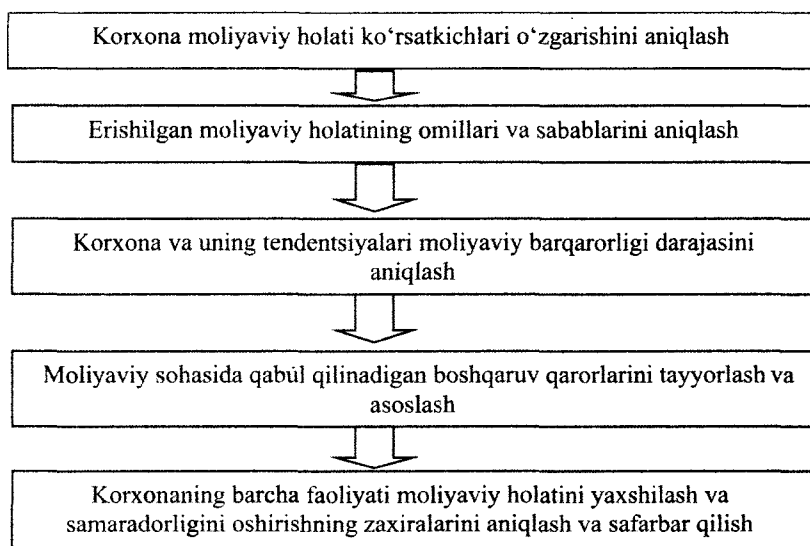 Korxona moliyaviy holati ko‘rsatkichlari o‘zgarishini aniqlash
Erishilgan moliyaviy holatining omillari va sabablarini aniqlash
Korxona va uning tendentsiyalari moliyaviy barqarorligi darajasini
aniqlash
Moliyaviy sohasida qabul qilinadigan boshqaruv qarorlarini tayyorlash va
asoslash
Korxonaning barcha faoliyati moliyaviy holatini yaxshilash va
samaradorligini oshirishning zaxiralarini aniqlash va safarbar qilish